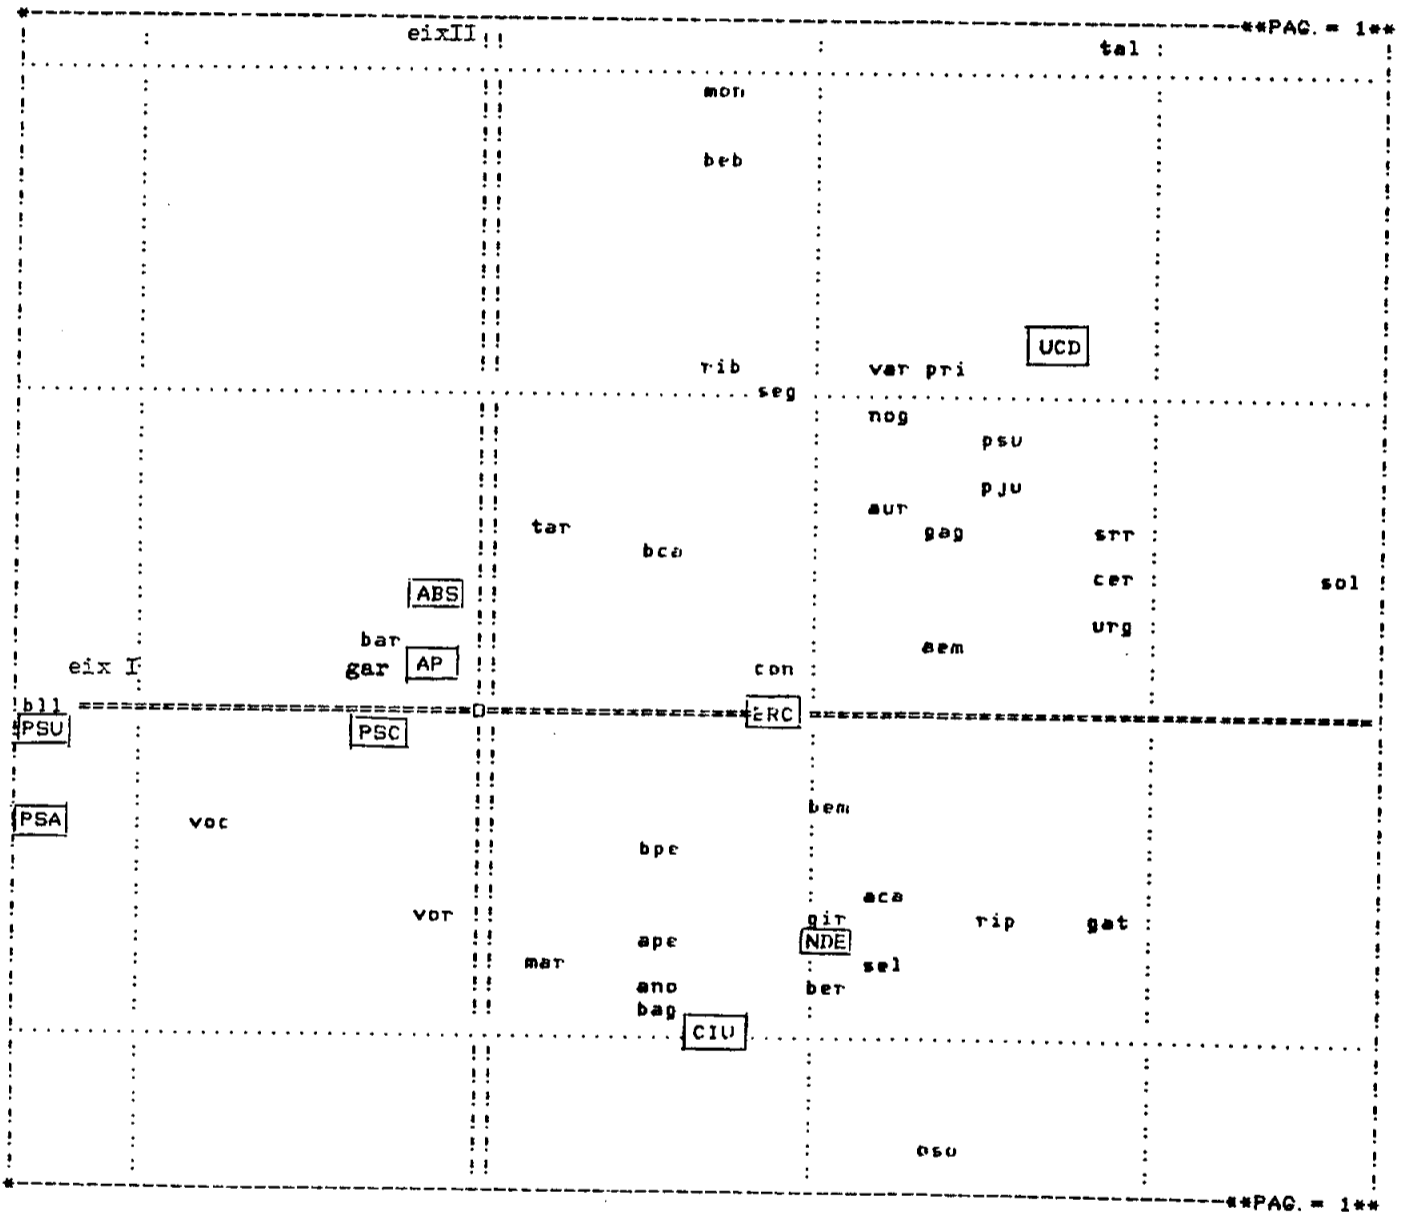 **PAG. = 1**
eixII
tal
mon
beb
UCD
rib var pri
seg
nog
psu
pju
aur
tar gag srr
bca
cer sol
ABS
urg
bar
aem
eix I gar AP con
bll
ERC
PSU PSC
bem
PSA voc
bpe
aca
vor gir rip gat
ape NDE
mar sel
ano ber
bag
CIU
oso
**PAG. = 1**